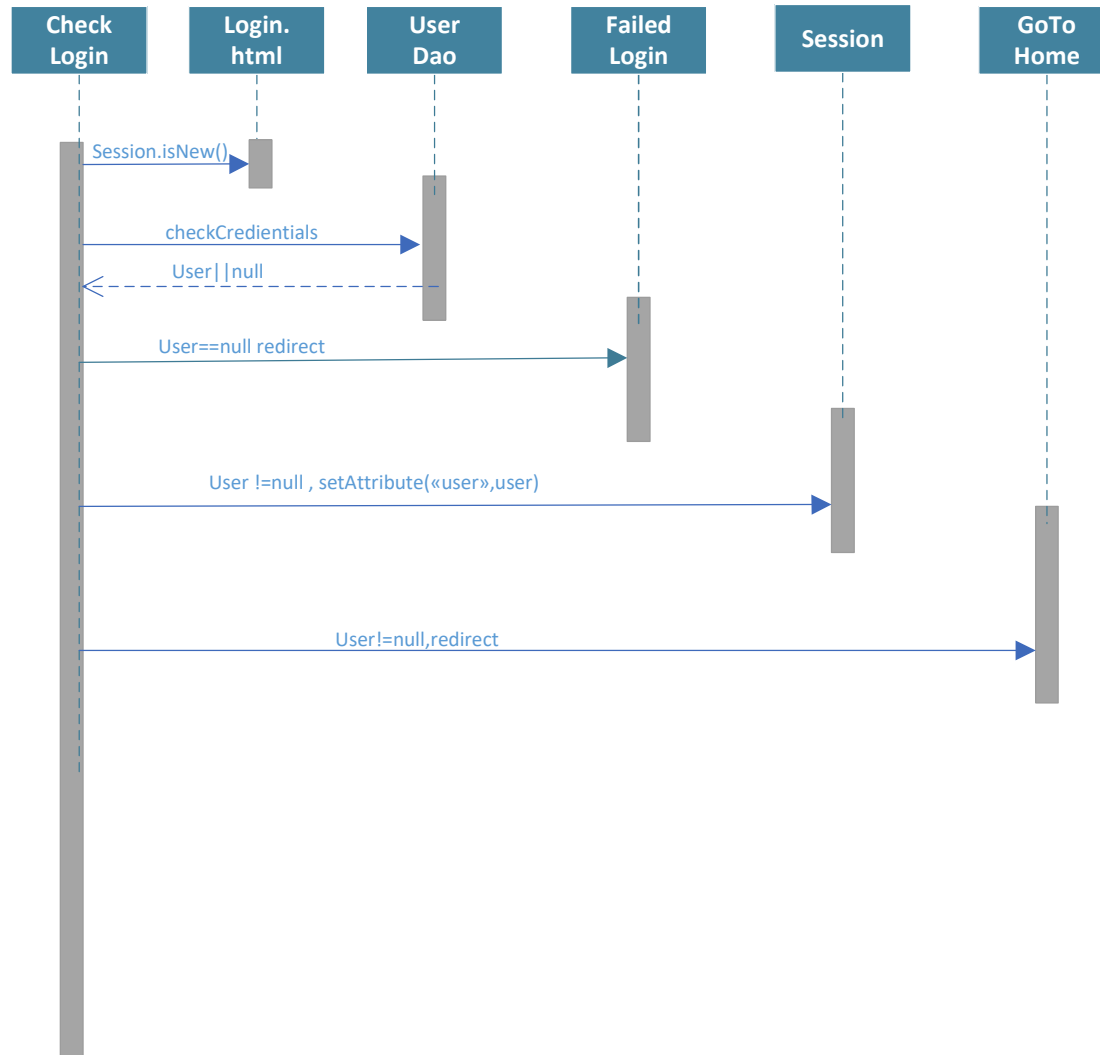 Check
Login
Login.
html
User
Dao
Failed
Login
Session
GoTo
Home
Session.isNew()
checkCredientials
User||null
User==null redirect
User !=null , setAttribute(«user»,user)
User!=null,redirect